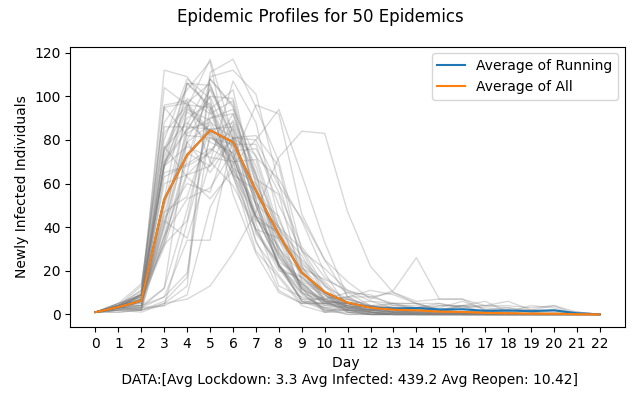 Epidemic Profiles for 50 Epidemics
120
100
80
60
40
20
0
Newly Infected Individuals
Average of Running
Average of All
0 1 2 3 4 5 6 7 8 9 10 11 12 13 14 15 16 17 18 19 20 21 22
Day
DATA:[Avg Lockdown: 3.3 Avg Infected: 439.2 Avg Reopen: 10.42]